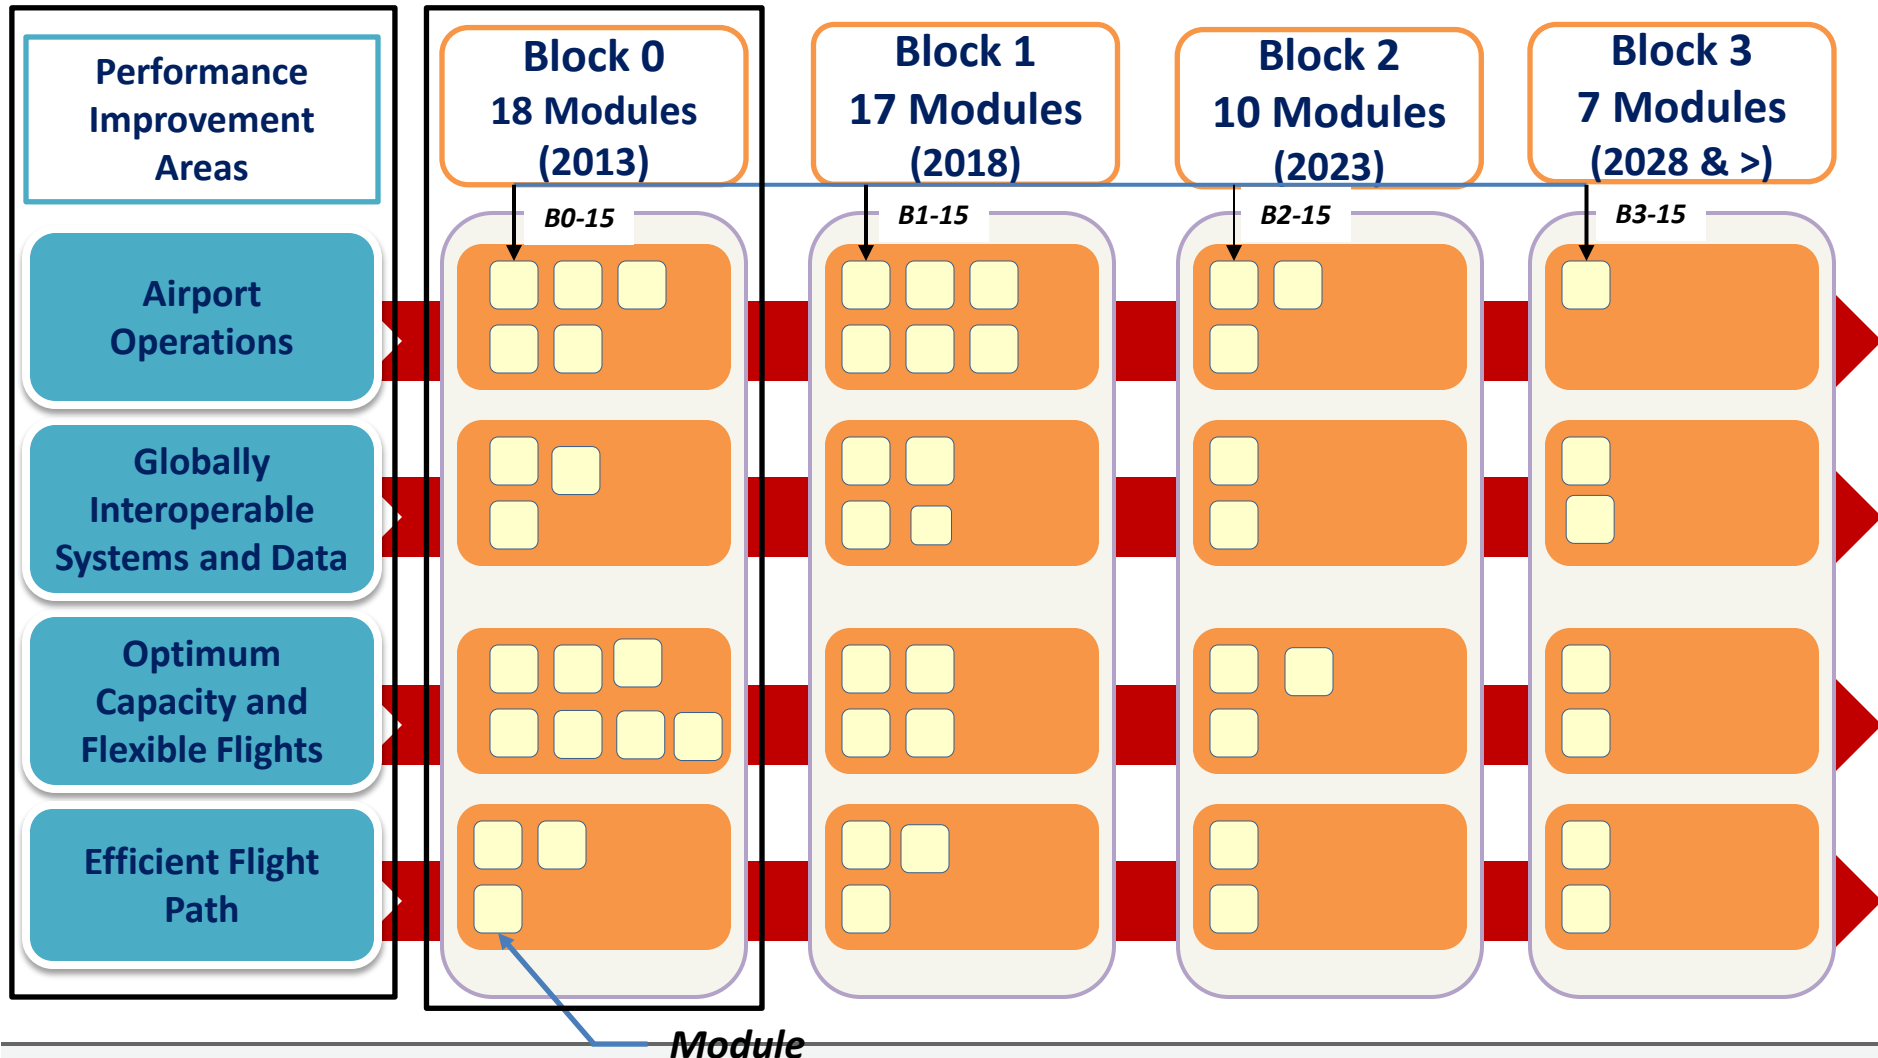 Performance
Improvement
Areas
Block 0
18 Modules
(2013)
Block 1
17 Modules
(2018)
Block 2
10 Modules
(2023)
Block 3
7 Modules
(2028 & >)
B0-15
B1-15
B2-15
B3-15
Airport
Operations
Globally
Interoperable
Systems and Data
Optimum
Capacity and
Flexible Flights
Efficient Flight
Path
Module